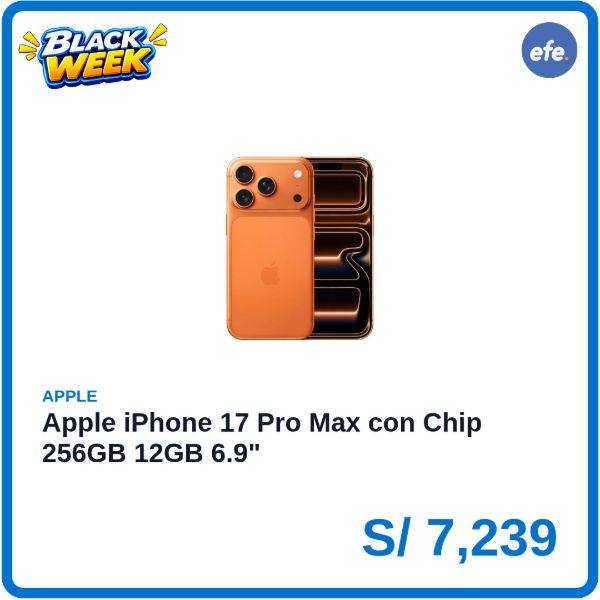 BLACK
WEEK
efe.
APPLE
Apple iPhone 17 Pro Max con Chip
256GB 12GB 6.9"
S/ 7,239